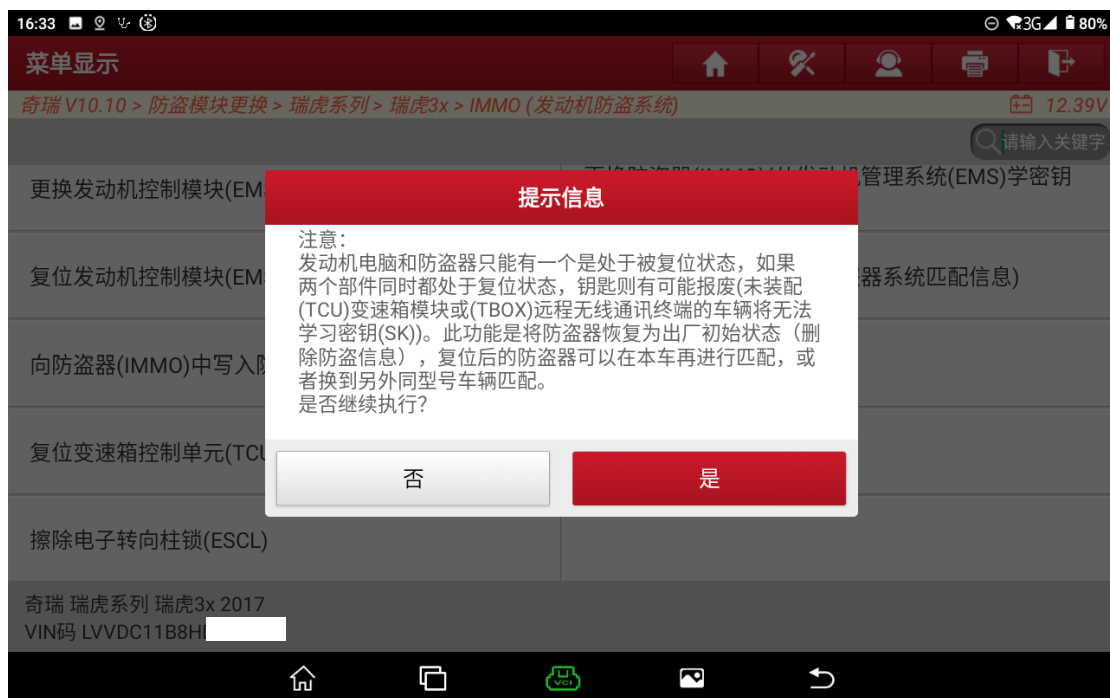 16:33
3G 80%
菜单显示
奇瑞 V10.10 > 防盗模块更换 > 瑞虎系列 > 瑞虎3x > IMMO (发动机防盗系统)
12.39V
请输入关键字
更换发动机控制模块(EM
管理系统(EMS)学密钥
复位发动机控制模块(EM
器系统匹配信息)
向防盗器(IMMO)中写入
复位变速箱控制单元(TCU
擦除电子转向柱锁(ESCL)
提示信息
注意：
发动机电脑和防盗器只能有一个是处于被复位状态，如果
两个部件同时都处于复位状态，钥匙则有可能报废(未装配
(TCU)变速箱模块或(TBOX)远程无线通讯终端的车辆将无法
学习密钥(SK))。此功能是将防盗器恢复为出厂初始状态（删
除防盗信息），复位后的防盗器可以在本车再进行匹配，或
者换到另外同型号车辆匹配。
是否继续执行？
否
是
奇瑞 瑞虎系列 瑞虎3x 2017
VIN码 LVVDC11B8H
VCI